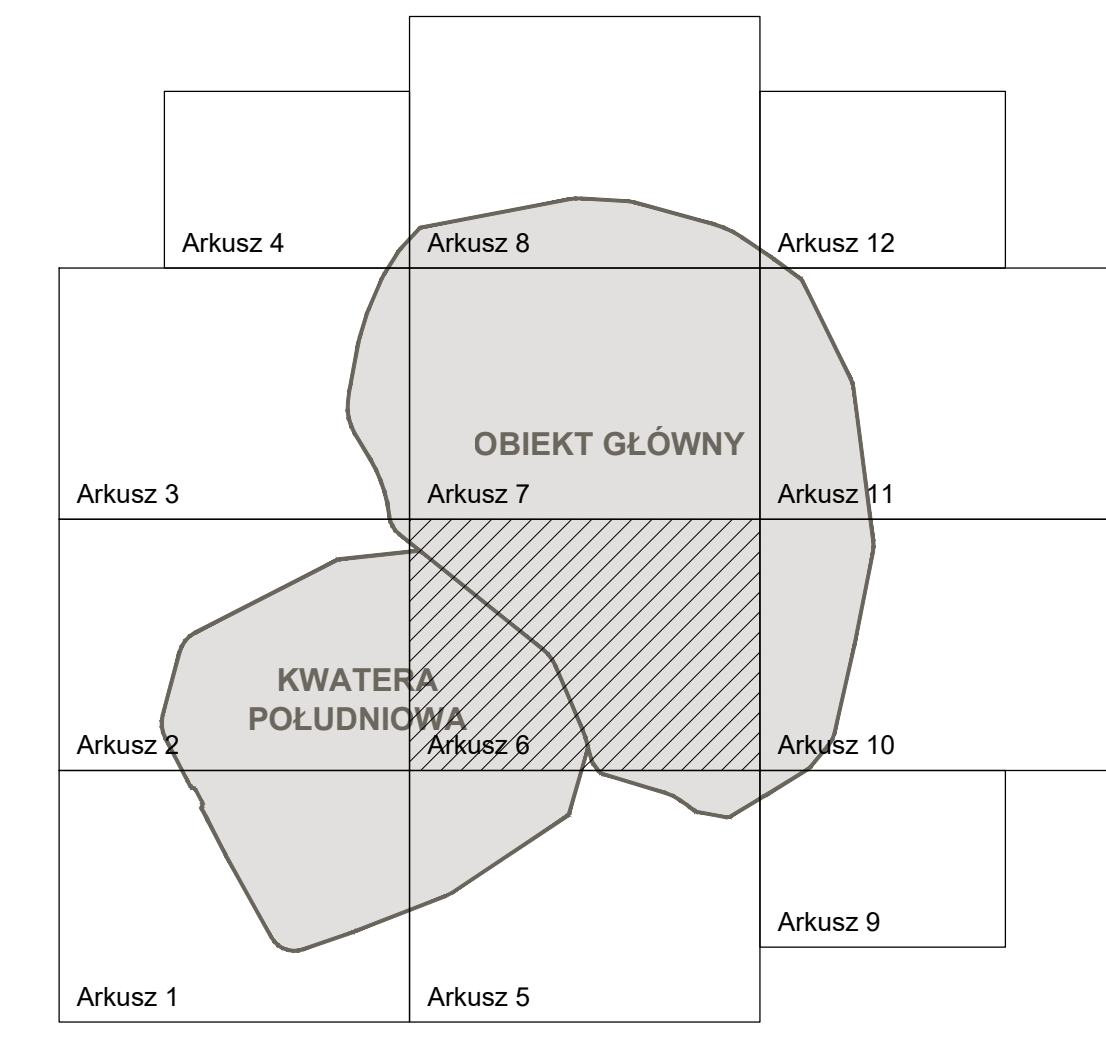 Arkusz 4
Arkusz 8
Arkusz 12
OBIEKT GŁÓWNY
Arkusz 3
Arkusz 7
Arkusz 11
KWATERA
POŁUDNIOWA
Arkusz 2
Arkusz 6
Arkusz 10
Arkusz 9
Arkusz 1
Arkusz 5